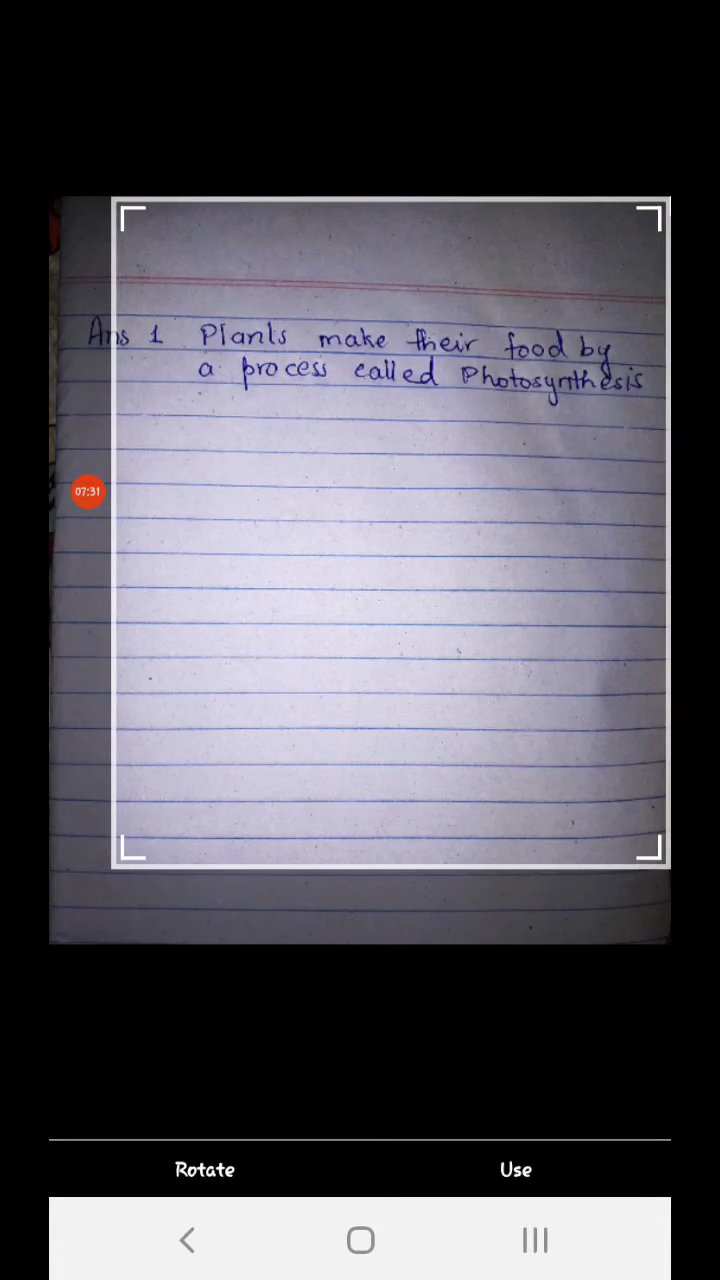 Ans 1 Plants make their food by
a process called Photosynthesis
07:31
Rotate Use